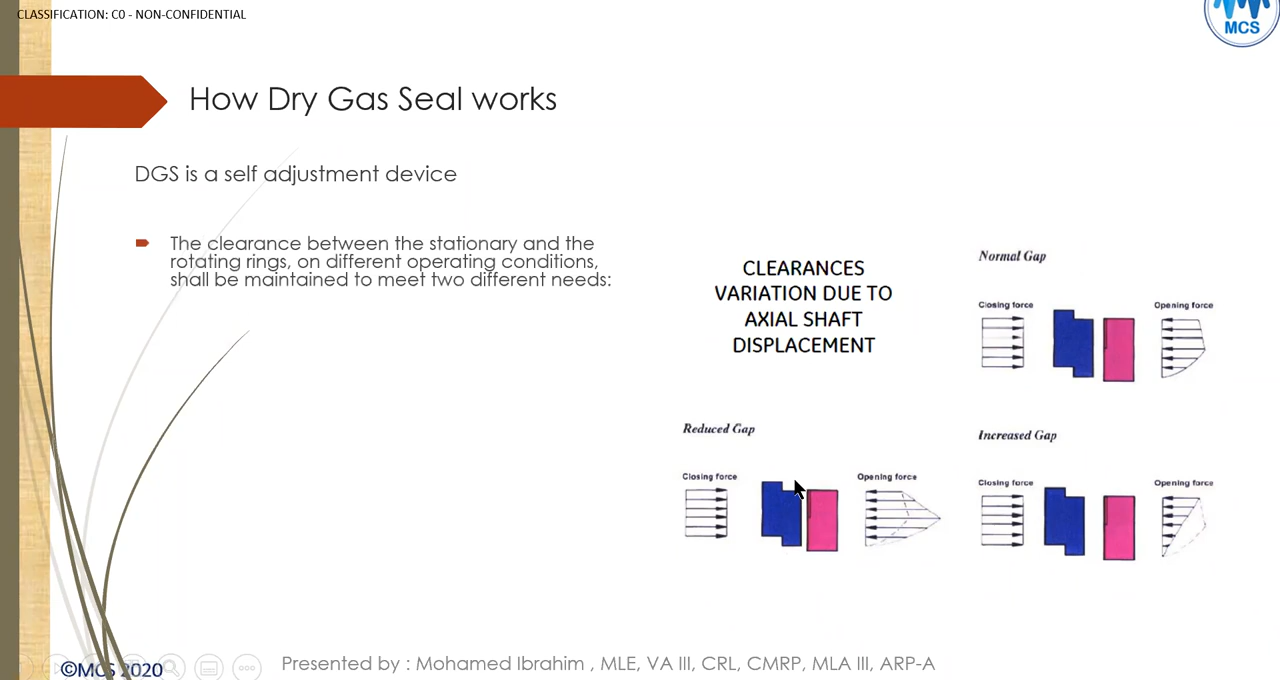 CLASSIFICATION: C0 - NON-CONFIDENTIAL
MCS
How Dry Gas Seal works
DGS is a self adjustment device
The clearance between the stationary and the
rotating rings, on different operating conditions,
shall be maintained to meet two different needs:
CLEARANCES
VARIATION DUE TO
AXIAL SHAFT
DISPLACEMENT
Normal Gap
Closing force
Opening force
Reduced Gap
Closing force
Opening force
Increased Gap
Closing force
Opening force
©MCS 2020
Presented by : Mohamed Ibrahim , MLE, VA III, CRL, CMRP, MLA III, ARP-A